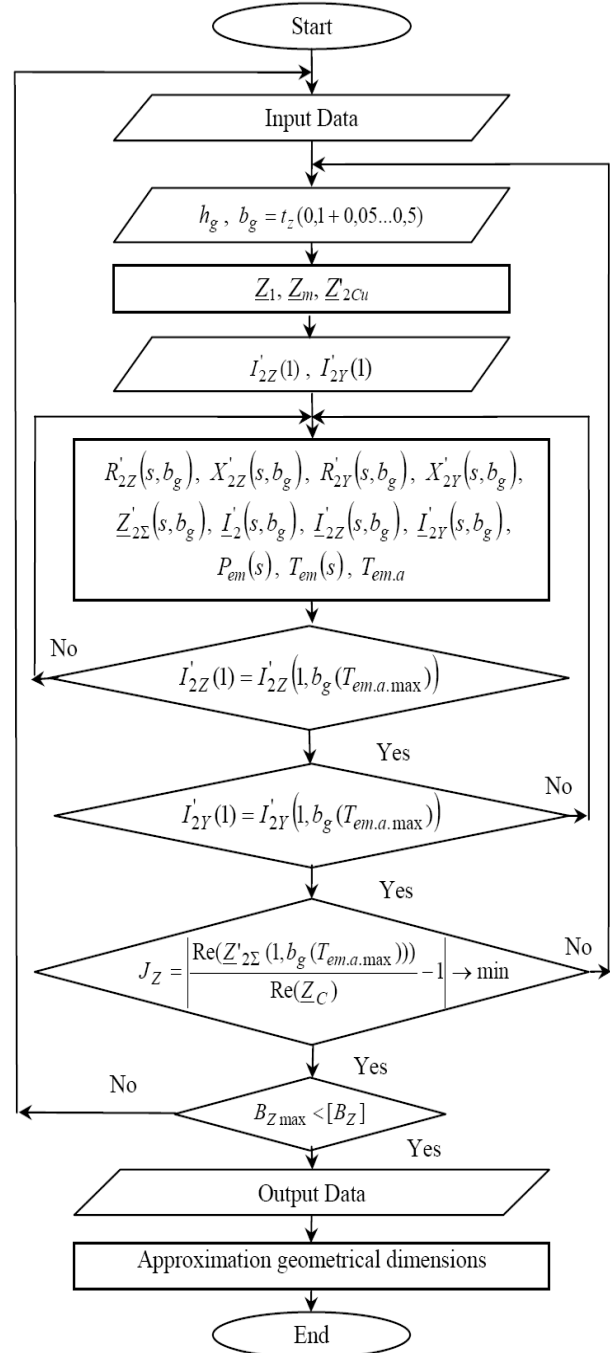 Start
Input Data
h_g , b_g = t_z(0,1 + 0,05...0,5)
Z̲_1, Z̲_m, Z̲'_2Cu
I'_2Z(1) , I'_2Y(1)
R'_2Z(s,b_g), X'_2Z(s,b_g), R'_2Y(s,b_g), X'_2Y(s,b_g),
Z̲'_2Σ(s,b_g), I̲'_2(s,b_g), I̲'_2Z(s,b_g), I̲'_2Y(s,b_g),
P_em(s), T_em(s), T_em.a
No
I'_2Z(1) = I'_2Z(1, b_g(T_em.a.max))
Yes
I'_2Y(1) = I'_2Y(1, b_g(T_em.a.max))
No
Yes
J_Z = |Re(Z̲'_2Σ (1, b_g (T_em.a.max))) / Re(Z̲_C) − 1| → min
No
Yes
No
B_Z max < [B_Z]
Yes
Output Data
Approximation geometrical dimensions
End